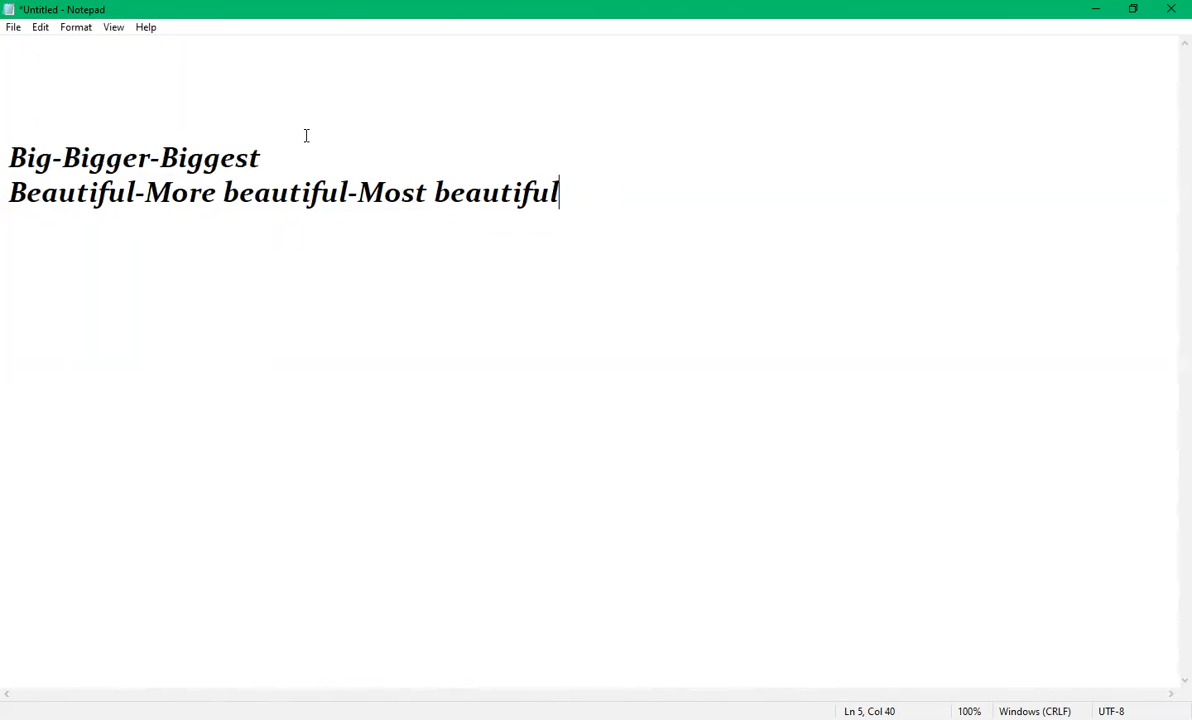 *Untitled - Notepad
File Edit Format View Help
Big-Bigger-Biggest
Beautiful-More beautiful-Most beautiful
Ln 5, Col 40 100% Windows (CRLF) UTF-8